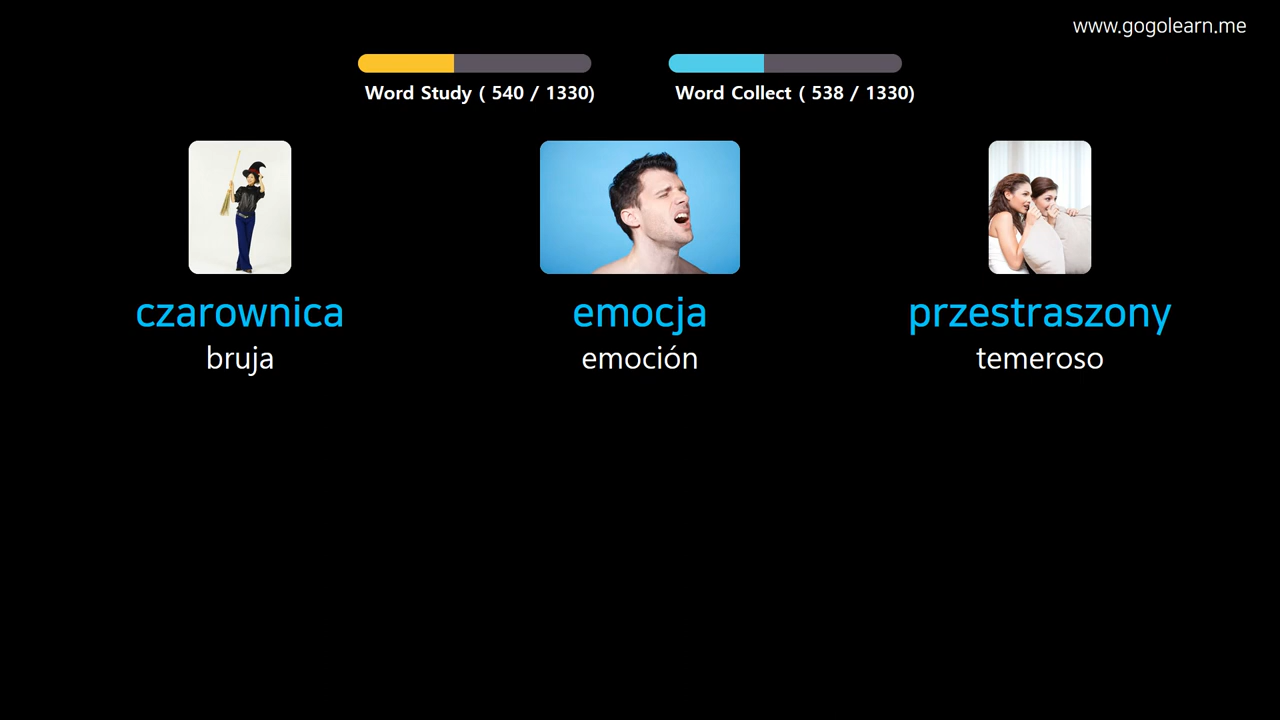 www.gogolearn.me
Word Study ( 540 / 1330)
Word Collect ( 538 / 1330)
czarownica
bruja
emocja
emoción
przestraszony
temeroso